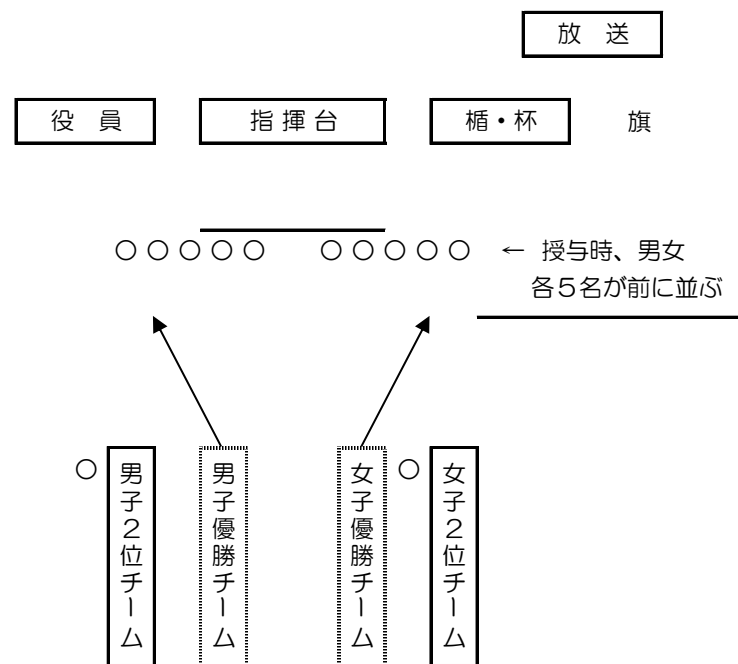 放 送
役 員
指 揮 台
楯・杯
旗
○○○○○ ○○○○○ ← 授与時、男女
各5名が前に並ぶ
○
男子2位チーム
男子優勝チーム
女子優勝チーム
○
女子2位チーム